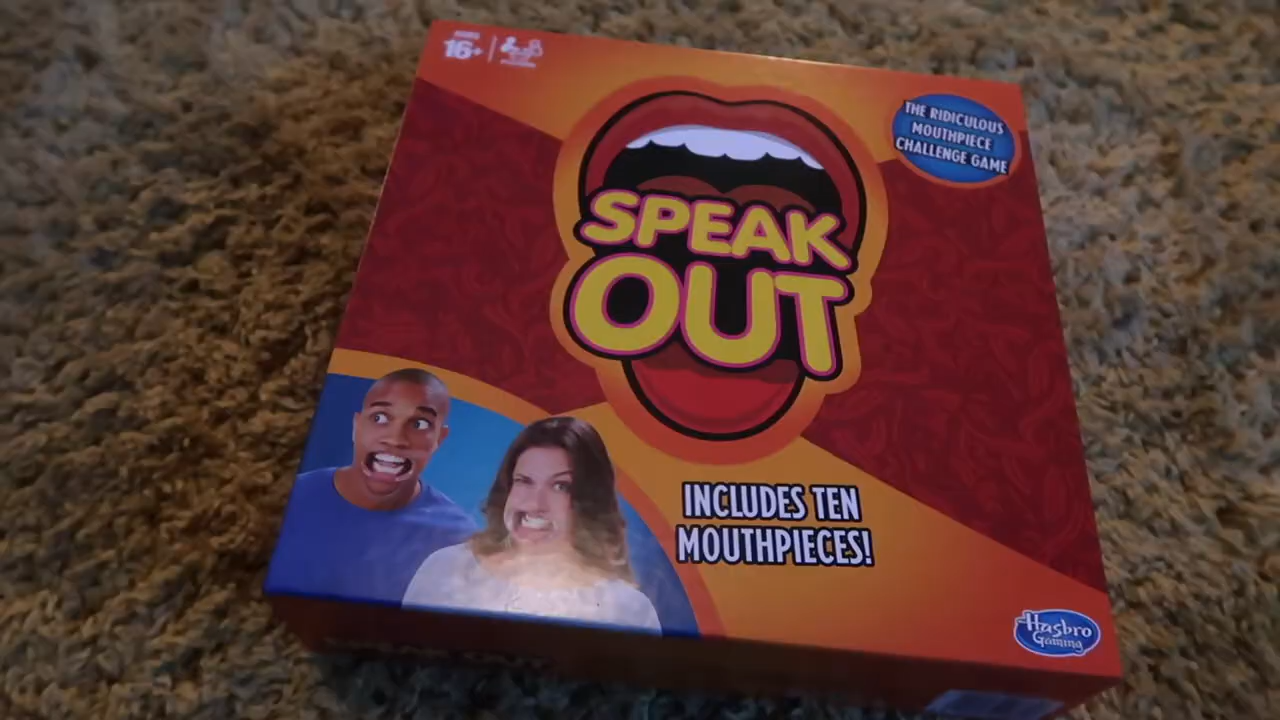 16+
THE RIDICULOUS
MOUTHPIECE
CHALLENGE GAME
SPEAK
OUT
INCLUDES TEN
MOUTHPIECES!
Hasbro
Gaming